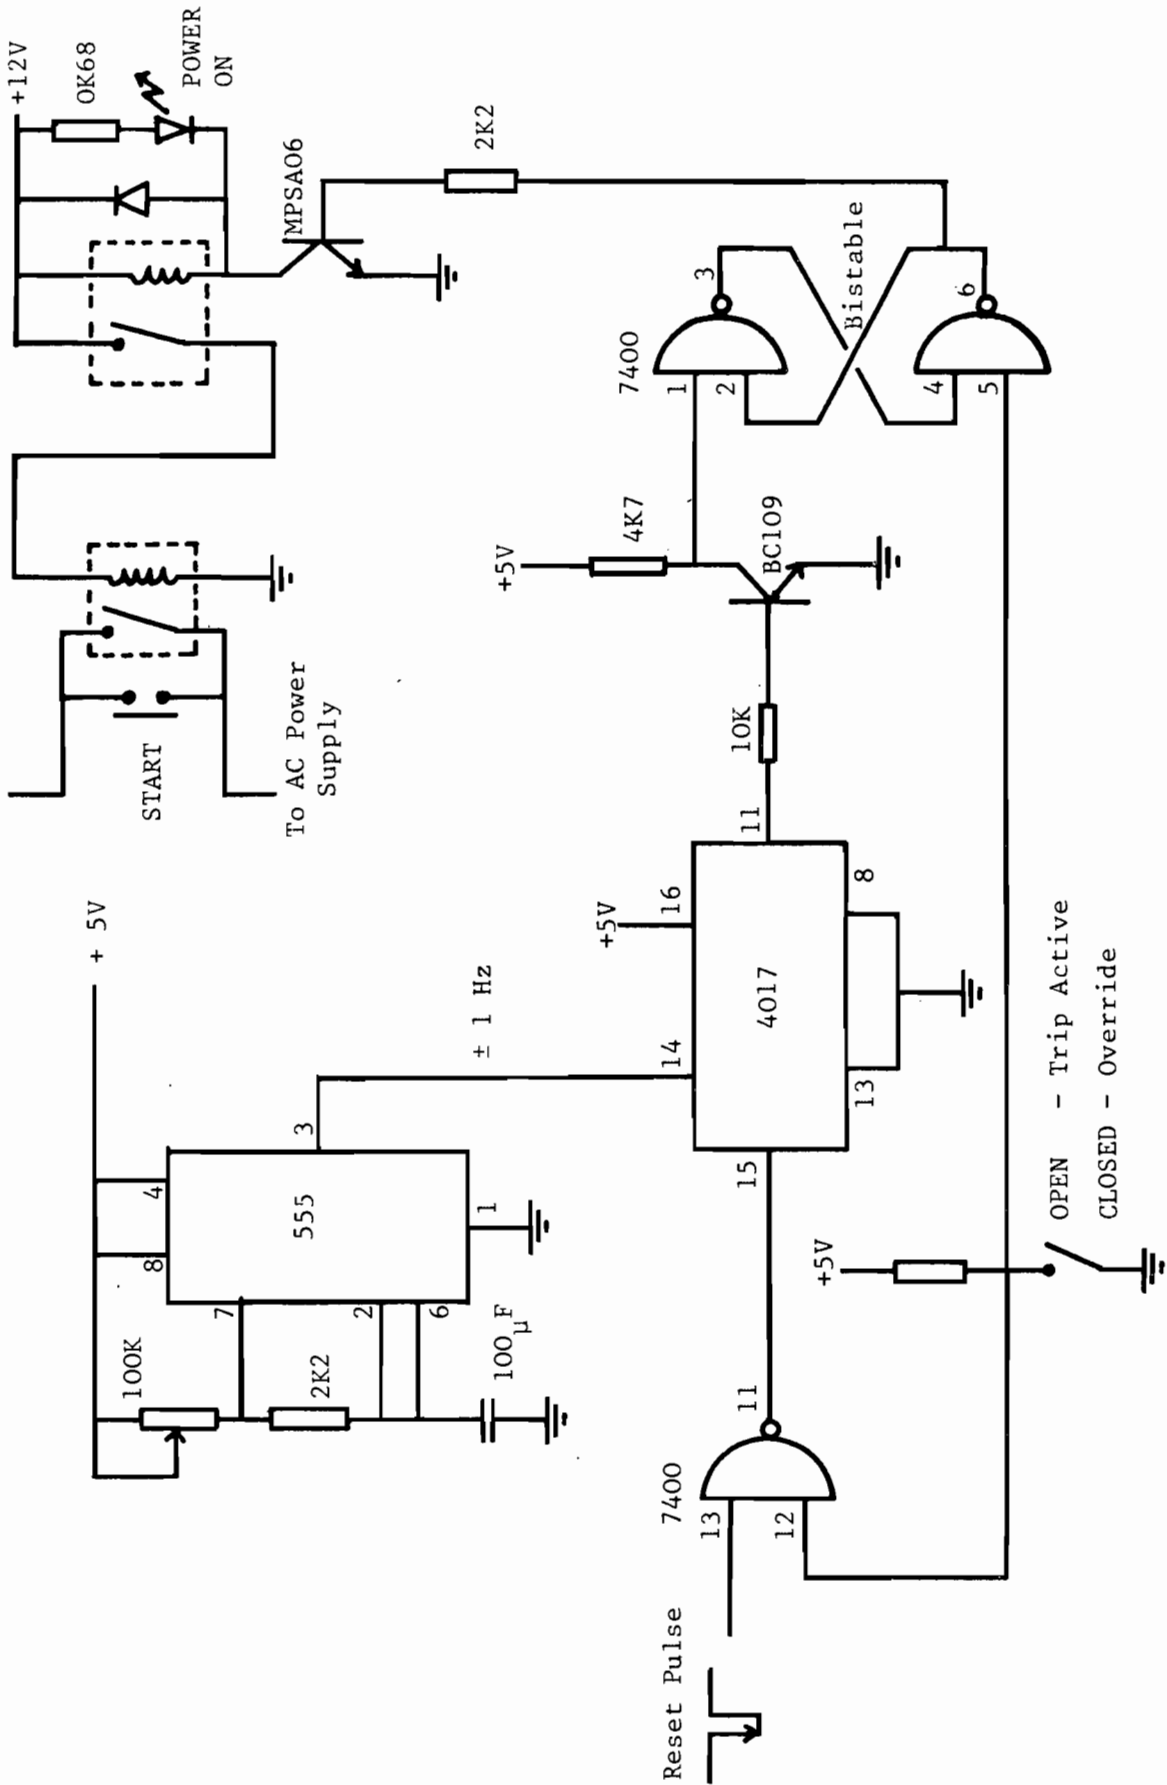 +12V
OK68
POWER
ON
MPSA06
2K2
START
To AC Power
Supply
+ 5V
555
8
4
3
7
2
6
1
100K
2K2
100µF
± 1 Hz
+5V
4K7
BC109
10K
11
4017
+5V
16
14
15
13
8
7400
1
2
3
Bistable
4
5
6
7400
13
12
11
Reset Pulse
+5V
OPEN - Trip Active
CLOSED - Override